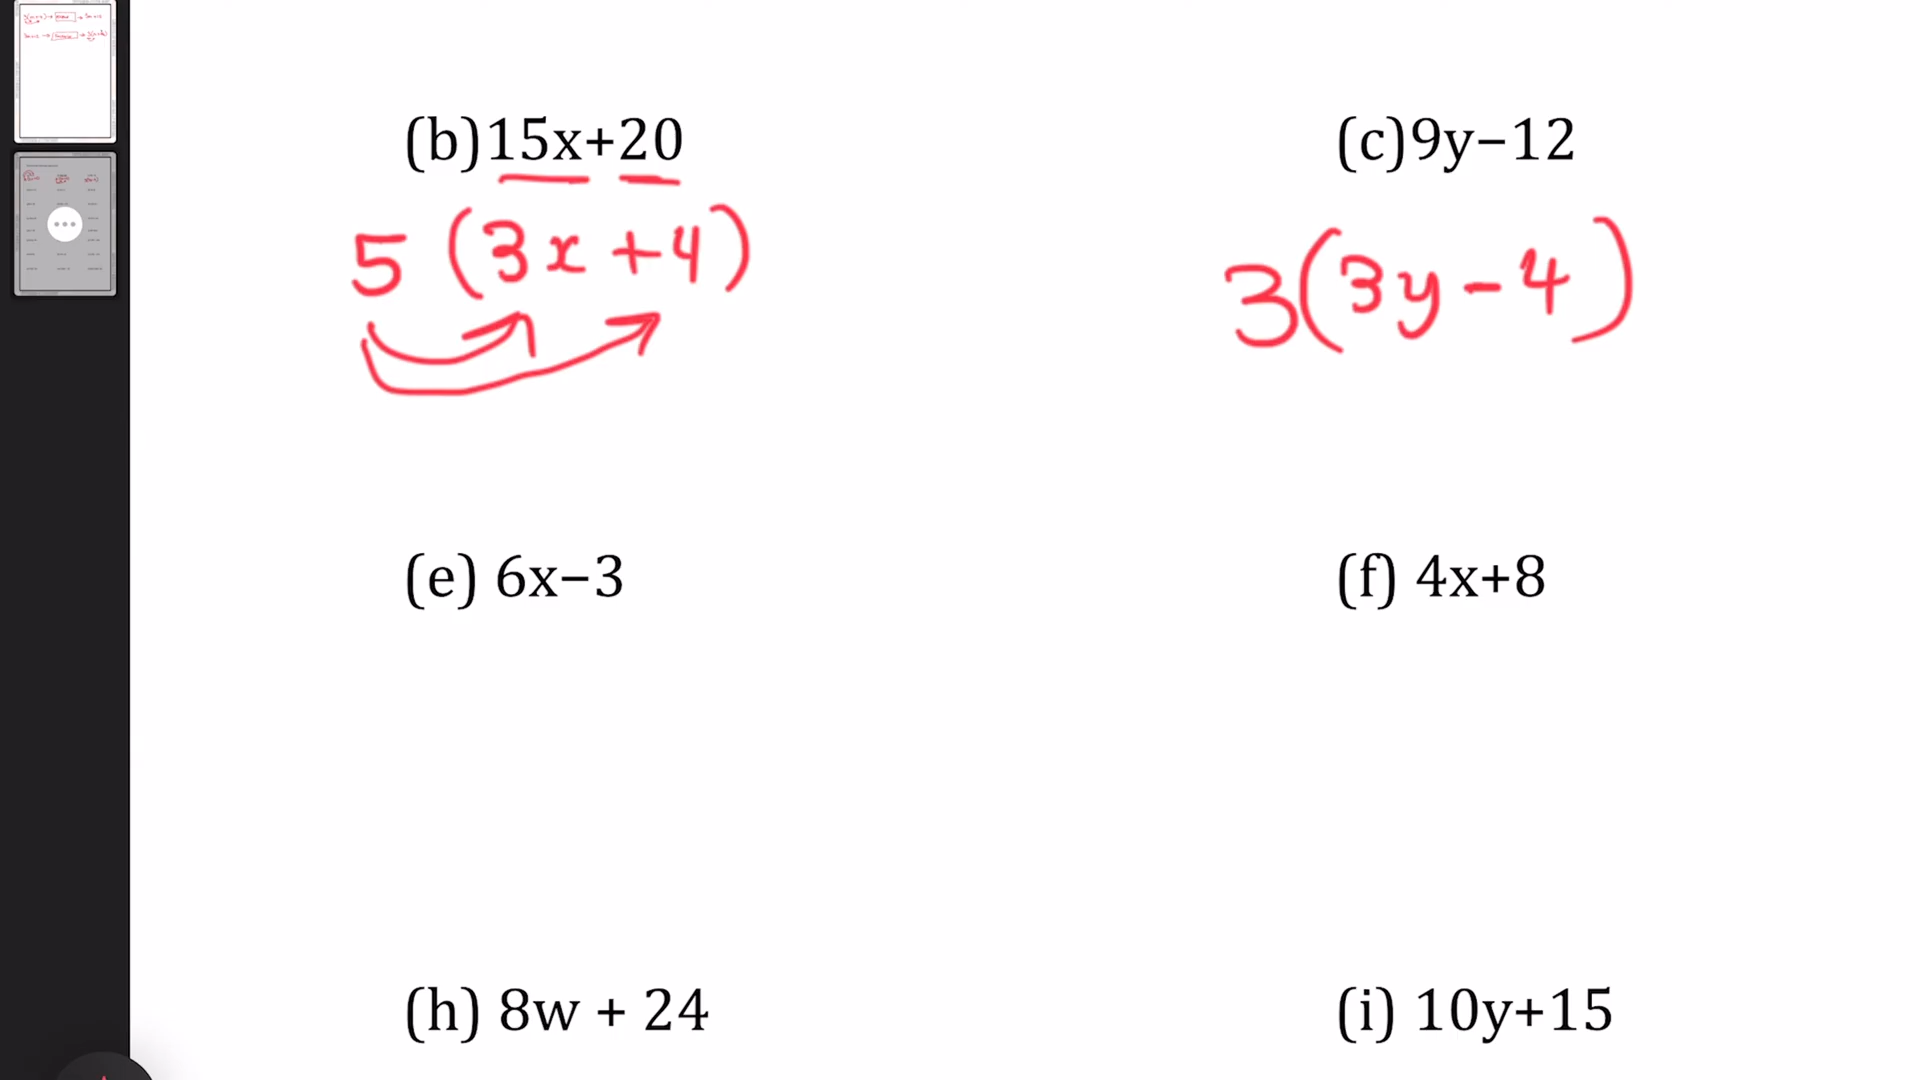 (b)15x+20
(c)9y−12
5 (3x+4)
3(3y-4)
(e) 6x−3
(f) 4x+8
(h) 8w + 24
(i) 10y+15